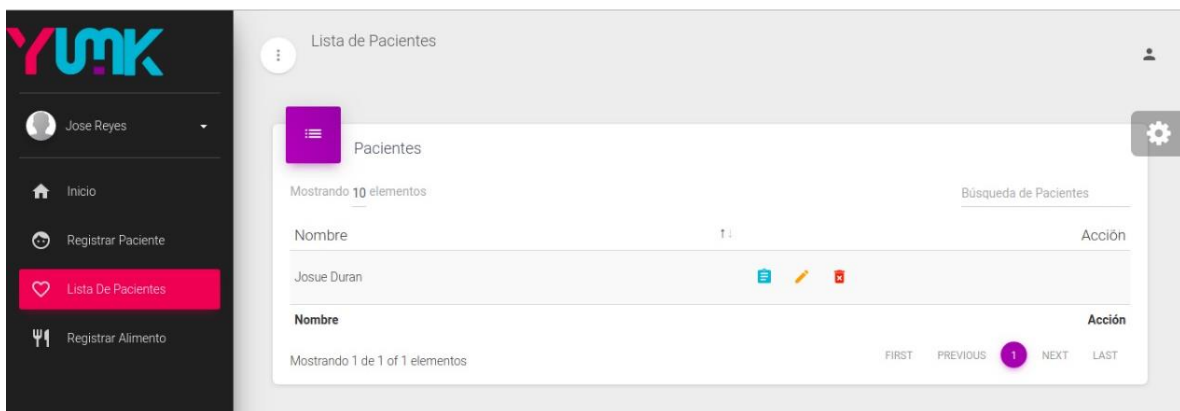 YUMK
Jose Reyes
Inicio
Registrar Paciente
Lista De Pacientes
Registrar Alimento
Lista de Pacientes
Pacientes
Mostrando 10 elementos
Búsqueda de Pacientes
Nombre Acción
Josue Duran
Nombre Acción
Mostrando 1 de 1 of 1 elementos
FIRST PREVIOUS 1 NEXT LAST